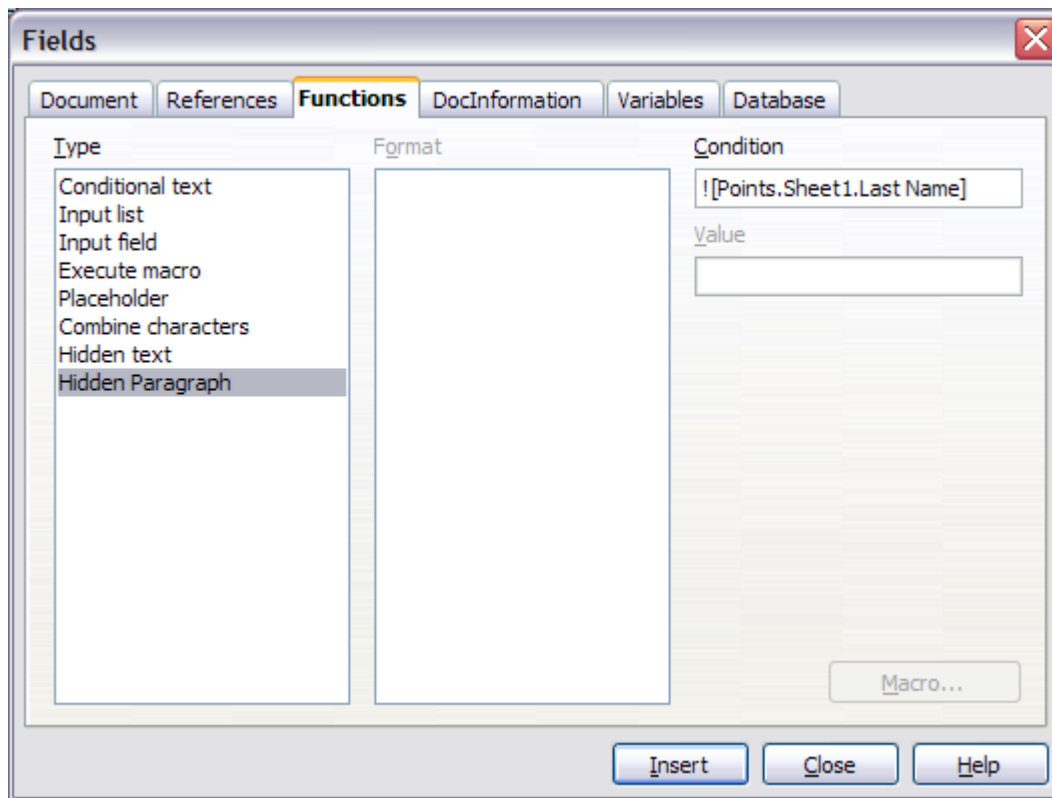 Fields
Document References Functions DocInformation Variables Database
Type Format Condition
Conditional text
Input list
Input field
Execute macro
Placeholder
Combine characters
Hidden text
Hidden Paragraph
![Points.Sheet1.Last Name]
Value
Macro...
Insert Close Help